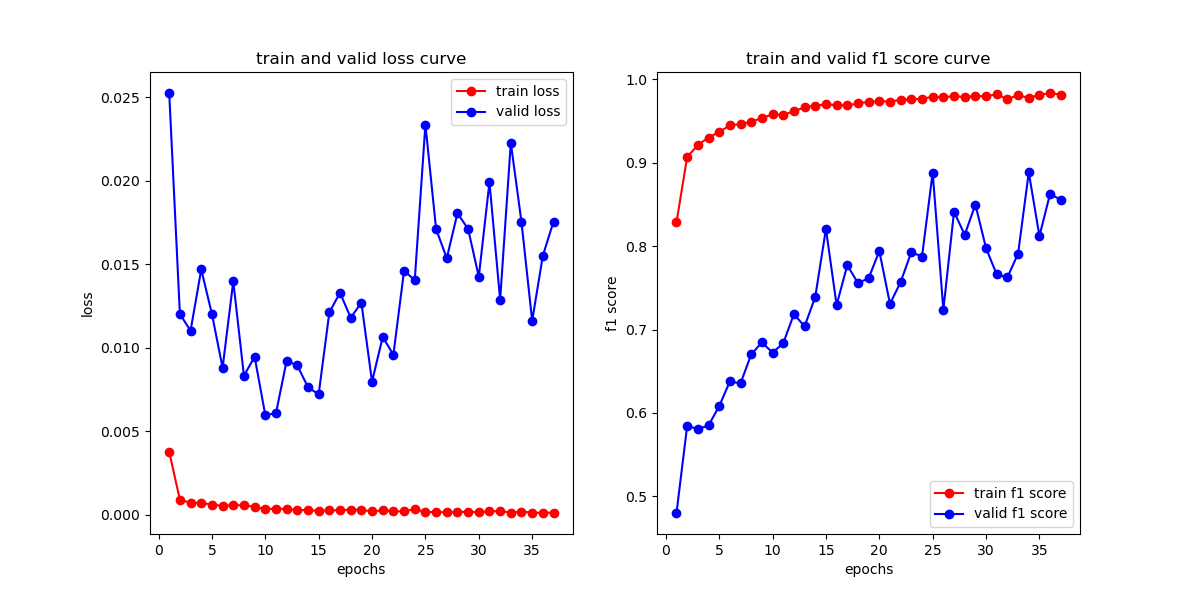 train and valid loss curve
train loss
valid loss
0.025
0.020
0.015
0.010
0.005
0.000
loss
0 5 10 15 20 25 30 35
epochs
train and valid f1 score curve
1.0
0.9
0.8
0.7
0.6
0.5
f1 score
train f1 score
valid f1 score
0 5 10 15 20 25 30 35
epochs